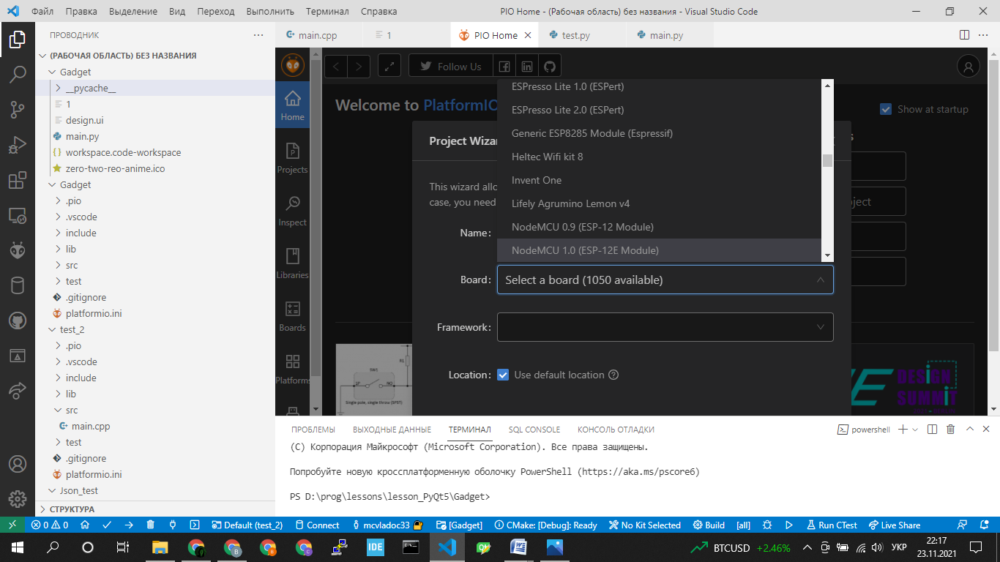 Файл Правка Выделение Вид Переход Выполнить Терминал Справка
PIO Home - (Рабочая область) без названия - Visual Studio Code
ПРОВОДНИК
main.cpp
1
PIO Home
test.py
main.py
(РАБОЧАЯ ОБЛАСТЬ) БЕЗ НАЗВАНИЯ
Gadget
__pycache__
1
design.ui
main.py
workspace.code-workspace
zero-two-reo-anime.ico
Gadget
.pio
.vscode
include
lib
src
test
.gitignore
platformio.ini
test_2
.pio
.vscode
include
lib
src
main.cpp
test
.gitignore
platformio.ini
Json_test
СТРУКТУРА
Home
Projects
Inspect
Libraries
Boards
Platforms
Follow Us
Welcome to PlatformIO
Show at startup
Project Wizar
This wizard allo
case, you need
Name:
ESPresso Lite 1.0 (ESPert)
ESPresso Lite 2.0 (ESPert)
Generic ESP8285 Module (Espressif)
Heltec Wifi kit 8
Invent One
Lifely Agrumino Lemon v4
NodeMCU 0.9 (ESP-12 Module)
NodeMCU 1.0 (ESP-12E Module)
Board:
Select a board (1050 available)
Framework:
Location:
Use default location
R1
SW1
1P
NO
Single pole, single throw (SPST)
DESIGN
SUMMIT
ПРОБЛЕМЫ ВЫХОДНЫЕ ДАННЫЕ ТЕРМИНАЛ SQL CONSOLE КОНСОЛЬ ОТЛАДКИ
powershell
(C) Корпорация Майкрософт (Microsoft Corporation). Все права защищены.
Попробуйте новую кроссплатформенную оболочку PowerShell (https://aka.ms/pscore6)
PS D:\prog\lessons\lesson_PyQt5\Gadget>
0 0
Default (test_2)
Connect
mcvladoc33
[Gadget]
CMake: [Debug]: Ready
No Kit Selected
Build
[all]
Run CTest
Live Share
IDE
BTCUSD +2.46%
УКР
22:17
23.11.2021